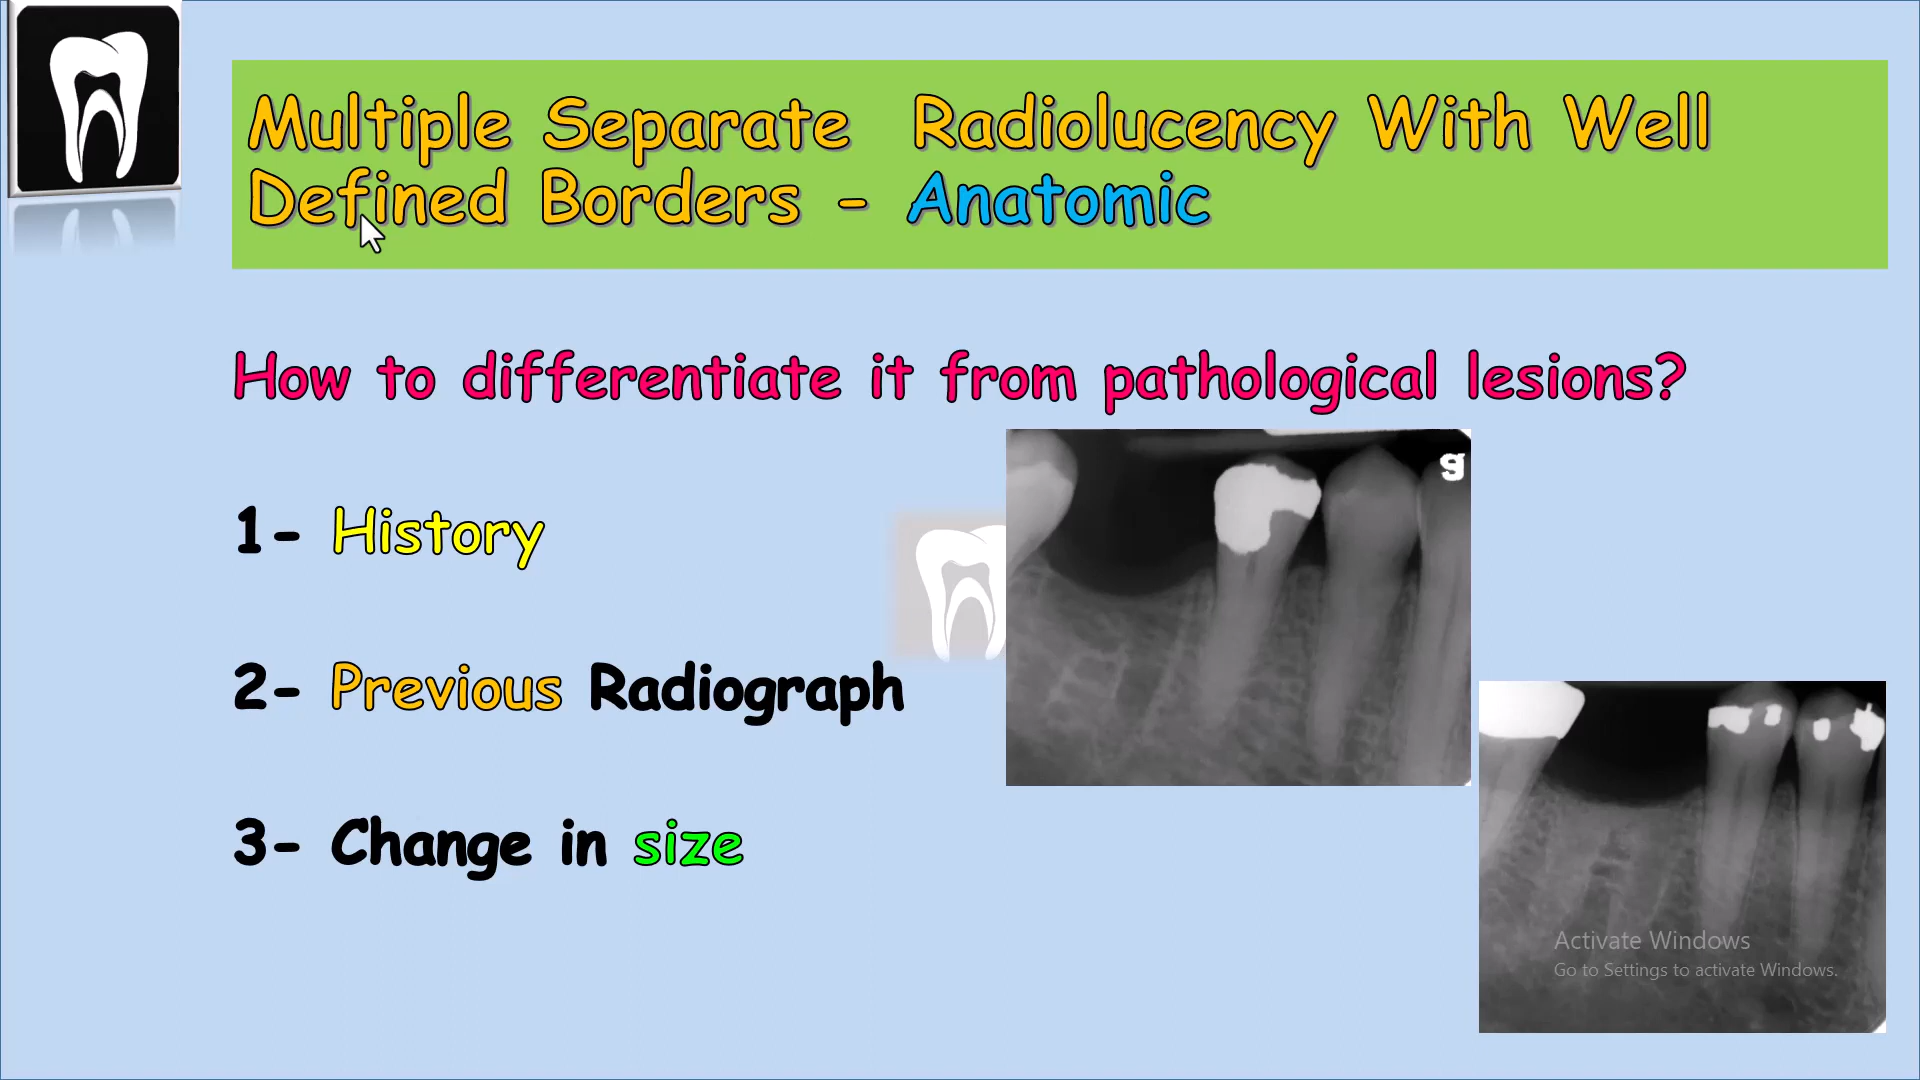 Multiple Separate Radiolucency With Well
Defined Borders - Anatomic
How to differentiate it from pathological lesions?
1- History
2- Previous Radiograph
3- Change in size
Activate Windows
Go to Settings to activate Windows.